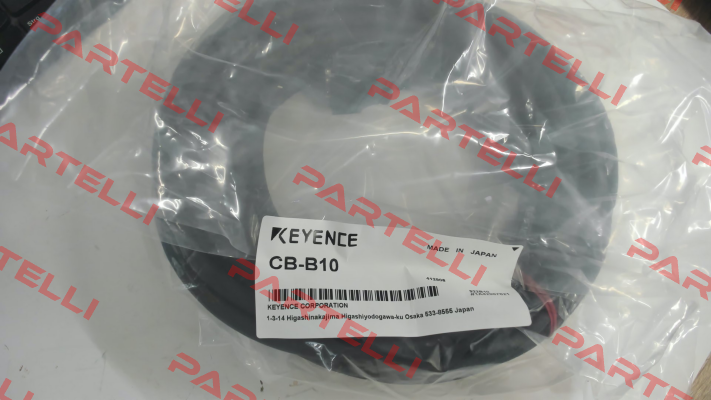 KEYENCE
MADE IN JAPAN
CB-B10
KEYENCE CORPORATION
1-3-14 Higashinakajima Higashiyodogawa-ku Osaka 533-8555 Japan
PARTELLI
PARTELLI
PARTELLI
PARTELLI
PARTELLI
PARTELLI
PARTELLI
PARTELLI
PARTELLI